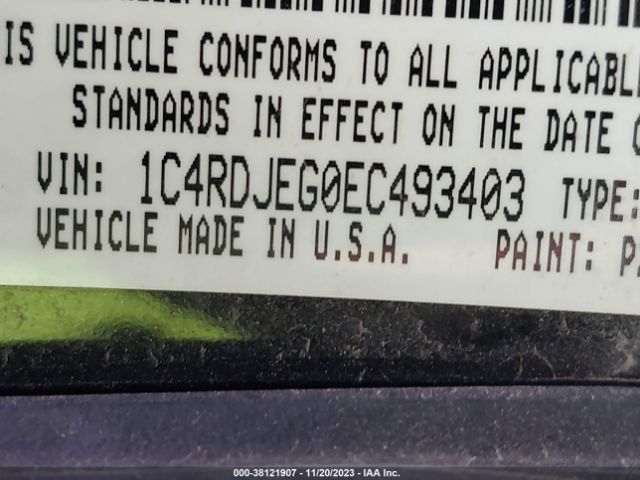 IS VEHICLE CONFORMS TO ALL APPLICABLE
STANDARDS IN EFFECT ON THE DATE
VIN: 1C4RDJEG0EC493403 TYPE:
VEHICLE MADE IN U.S.A. PAINT:
000-38121907 - 11/20/2023 - IAA Inc.